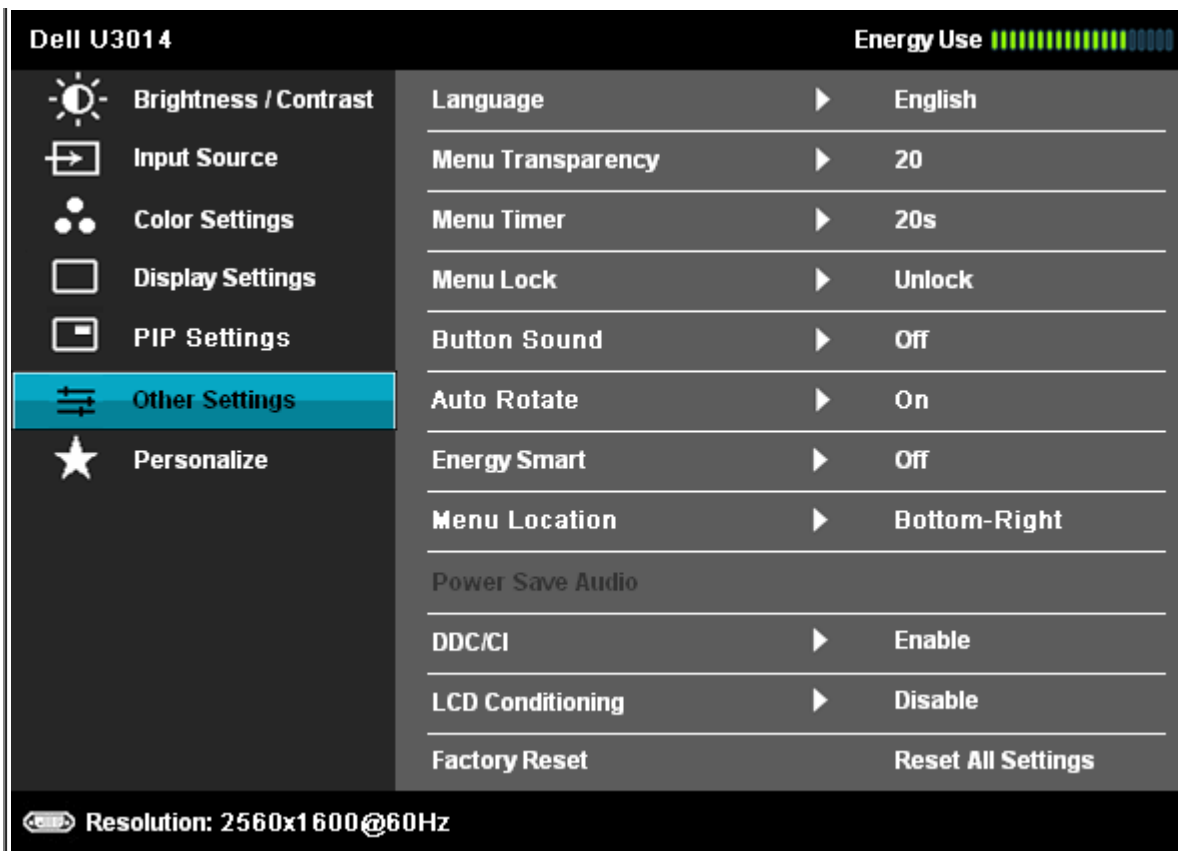 Dell U3014
Energy Use
Brightness / Contrast
Input Source
Color Settings
Display Settings
PIP Settings
Other Settings
Personalize
Language English
Menu Transparency 20
Menu Timer 20s
Menu Lock Unlock
Button Sound Off
Auto Rotate On
Energy Smart Off
Menu Location Bottom-Right
Power Save Audio
DDC/CI Enable
LCD Conditioning Disable
Factory Reset Reset All Settings
Resolution: 2560x1600@60Hz